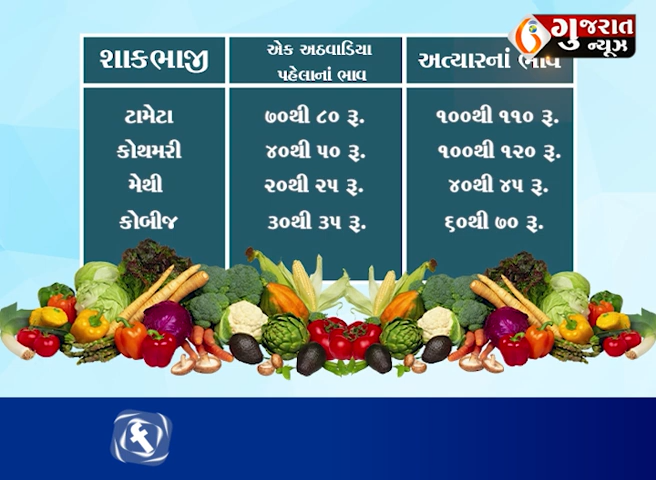 ગુજરાત
ન્યૂઝ
શાકભાજી
એક અઠવાડિયા
પહેલાનાં ભાવ
અત્યારનાં ભાવ
ટામેટા ૭૦થી ૮૦ રૂ. ૧૦૦થી ૧૧૦ રૂ.
કોથમરી ૪૦થી ૫૦ રૂ. ૧૦૦થી ૧૨૦ રૂ.
મેથી ૨૦થી ૨૫ રૂ. ૪૦થી ૪૫ રૂ.
કોબીજ ૩૦થી ૩૫ રૂ. ૬૦થી ૭૦ રૂ.